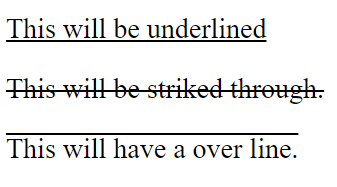 This will be underlined
This will be striked through.
This will have a over line.